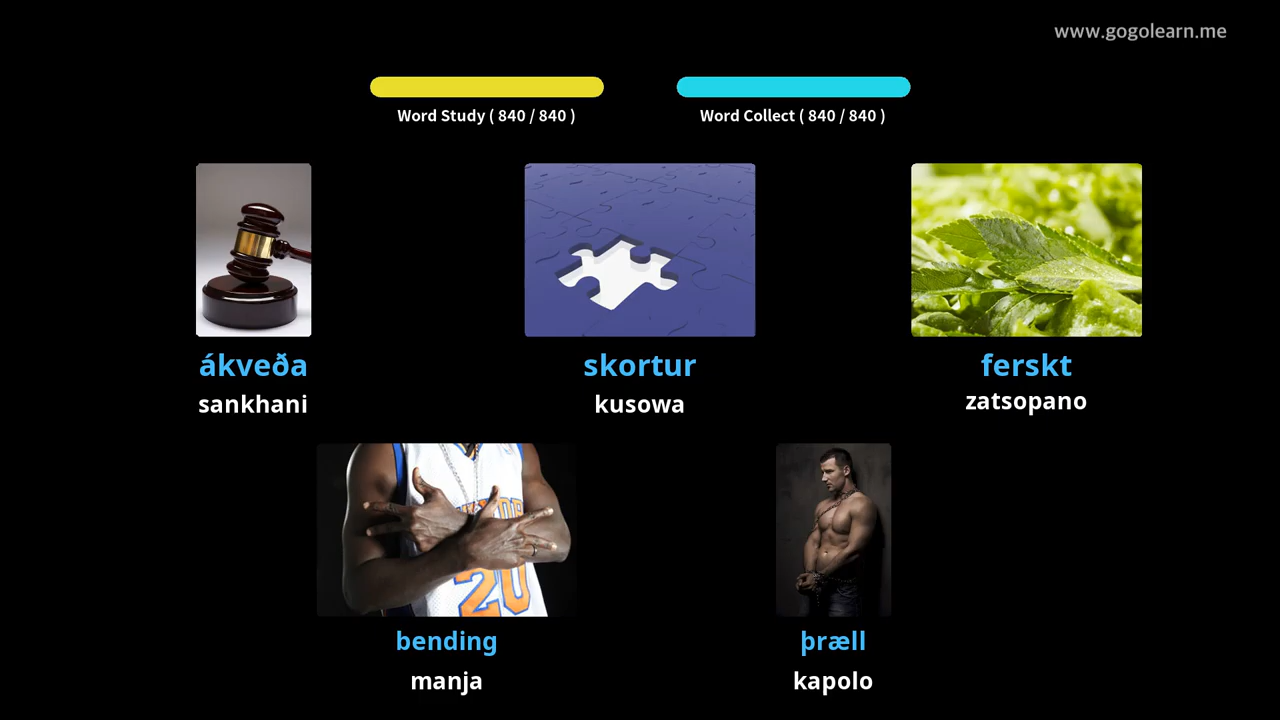 www.gogolearn.me
Word Study ( 840 / 840 )
Word Collect ( 840 / 840 )
ákveða
sankhani
skortur
kusowa
ferskt
zatsopano
20
bending
manja
þræll
kapolo